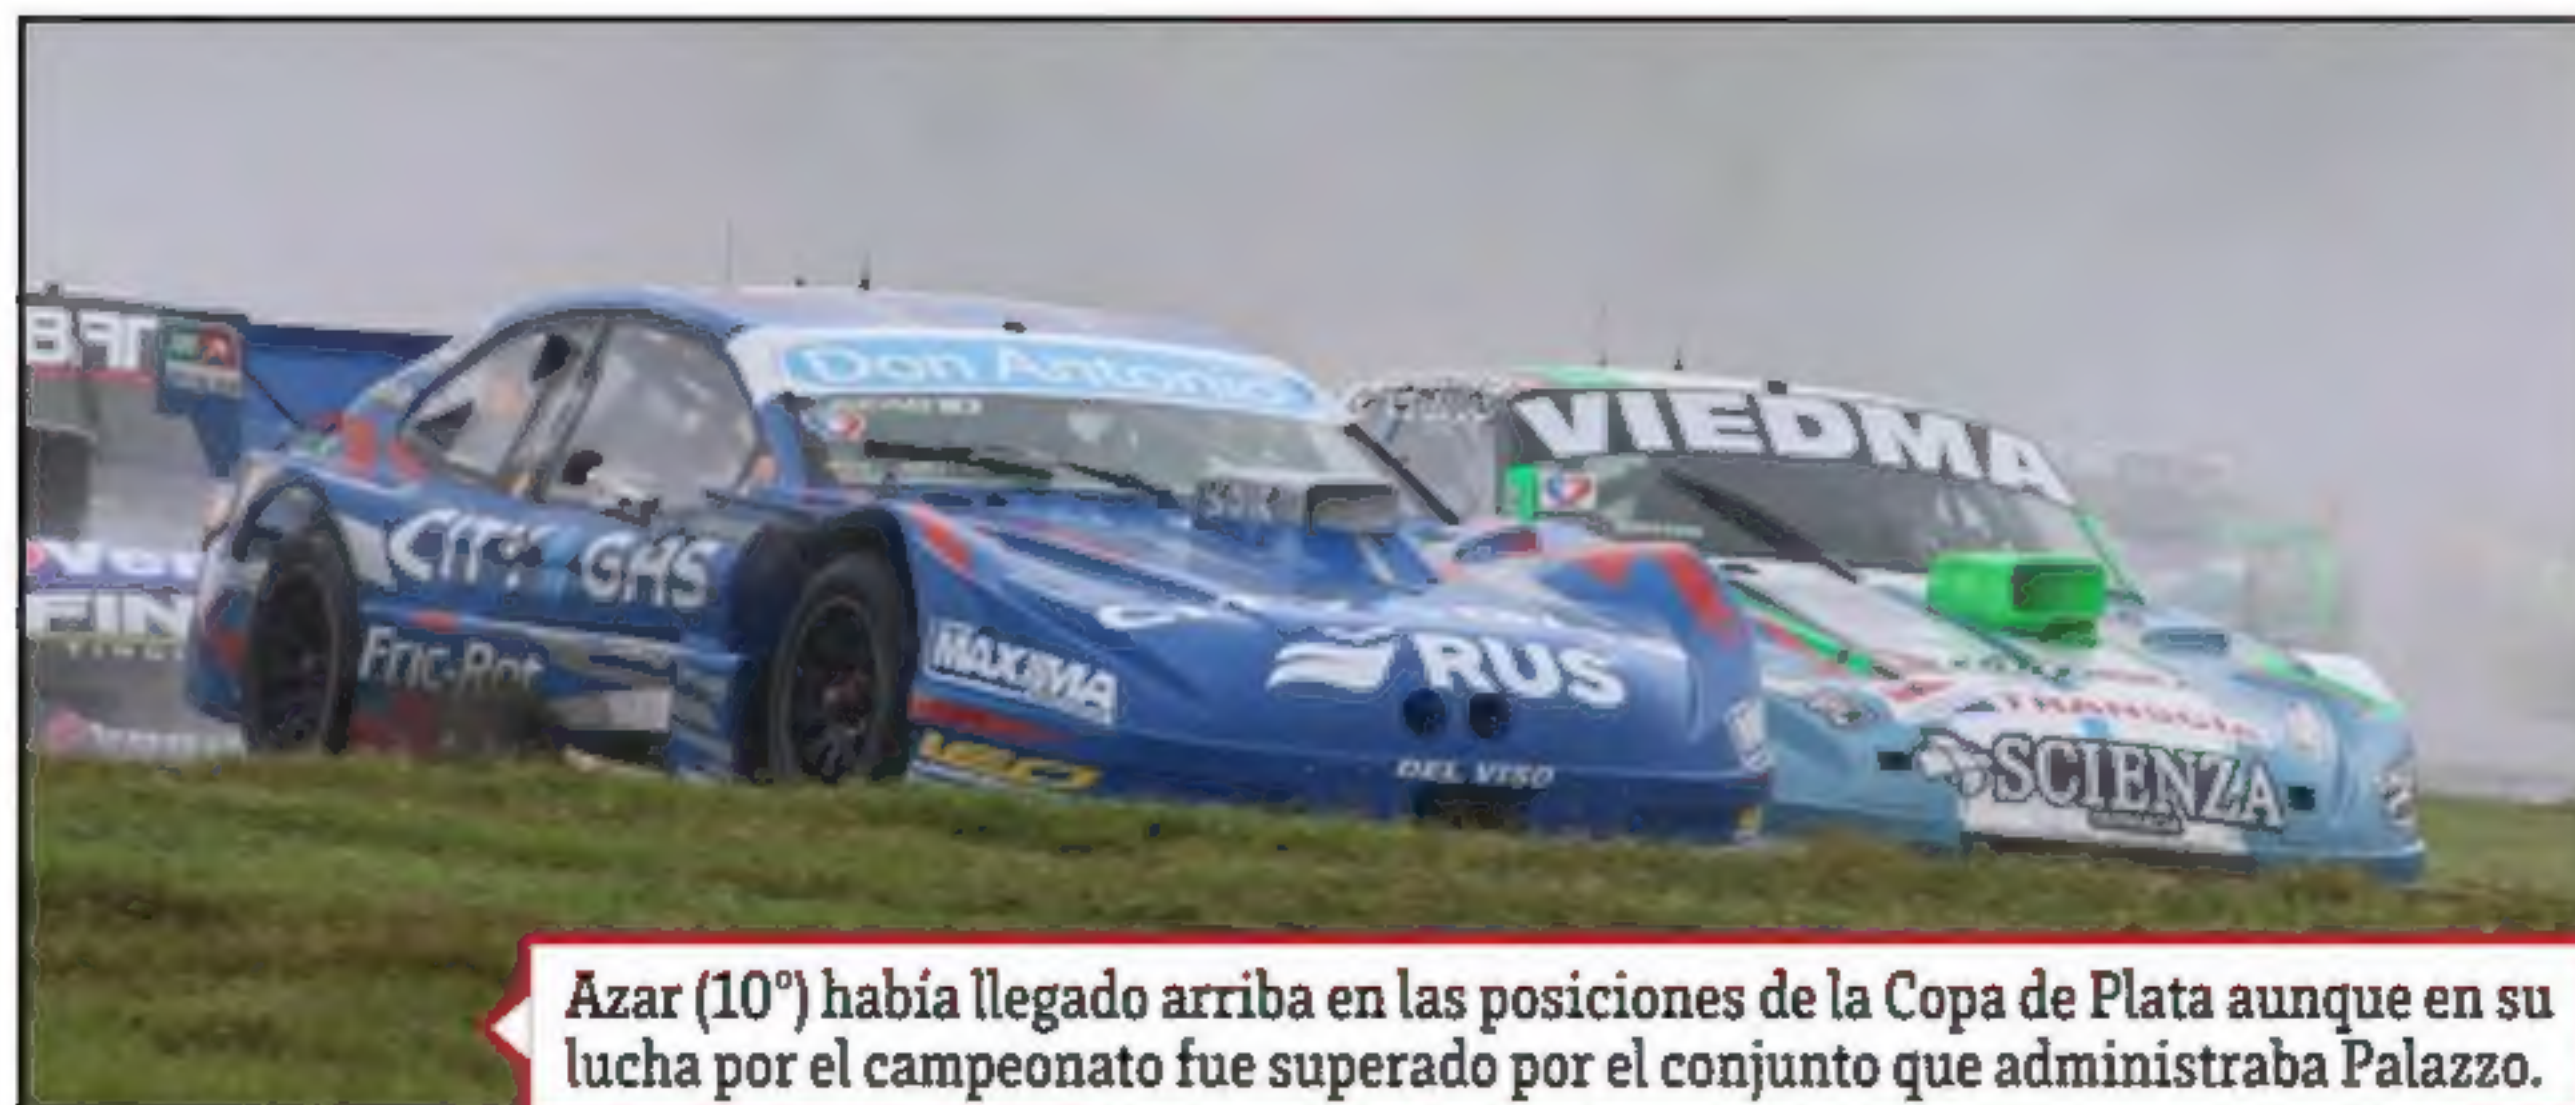 Don Antonio
VIEDMA
CITY GAS
Fric-Rot
MAXIMA
RUS
DEL VISO
SCIENZA
FIN
Azar (10°) había llegado arriba en las posiciones de la Copa de Plata aunque en su
lucha por el campeonato fue superado por el conjunto que administraba Palazzo.